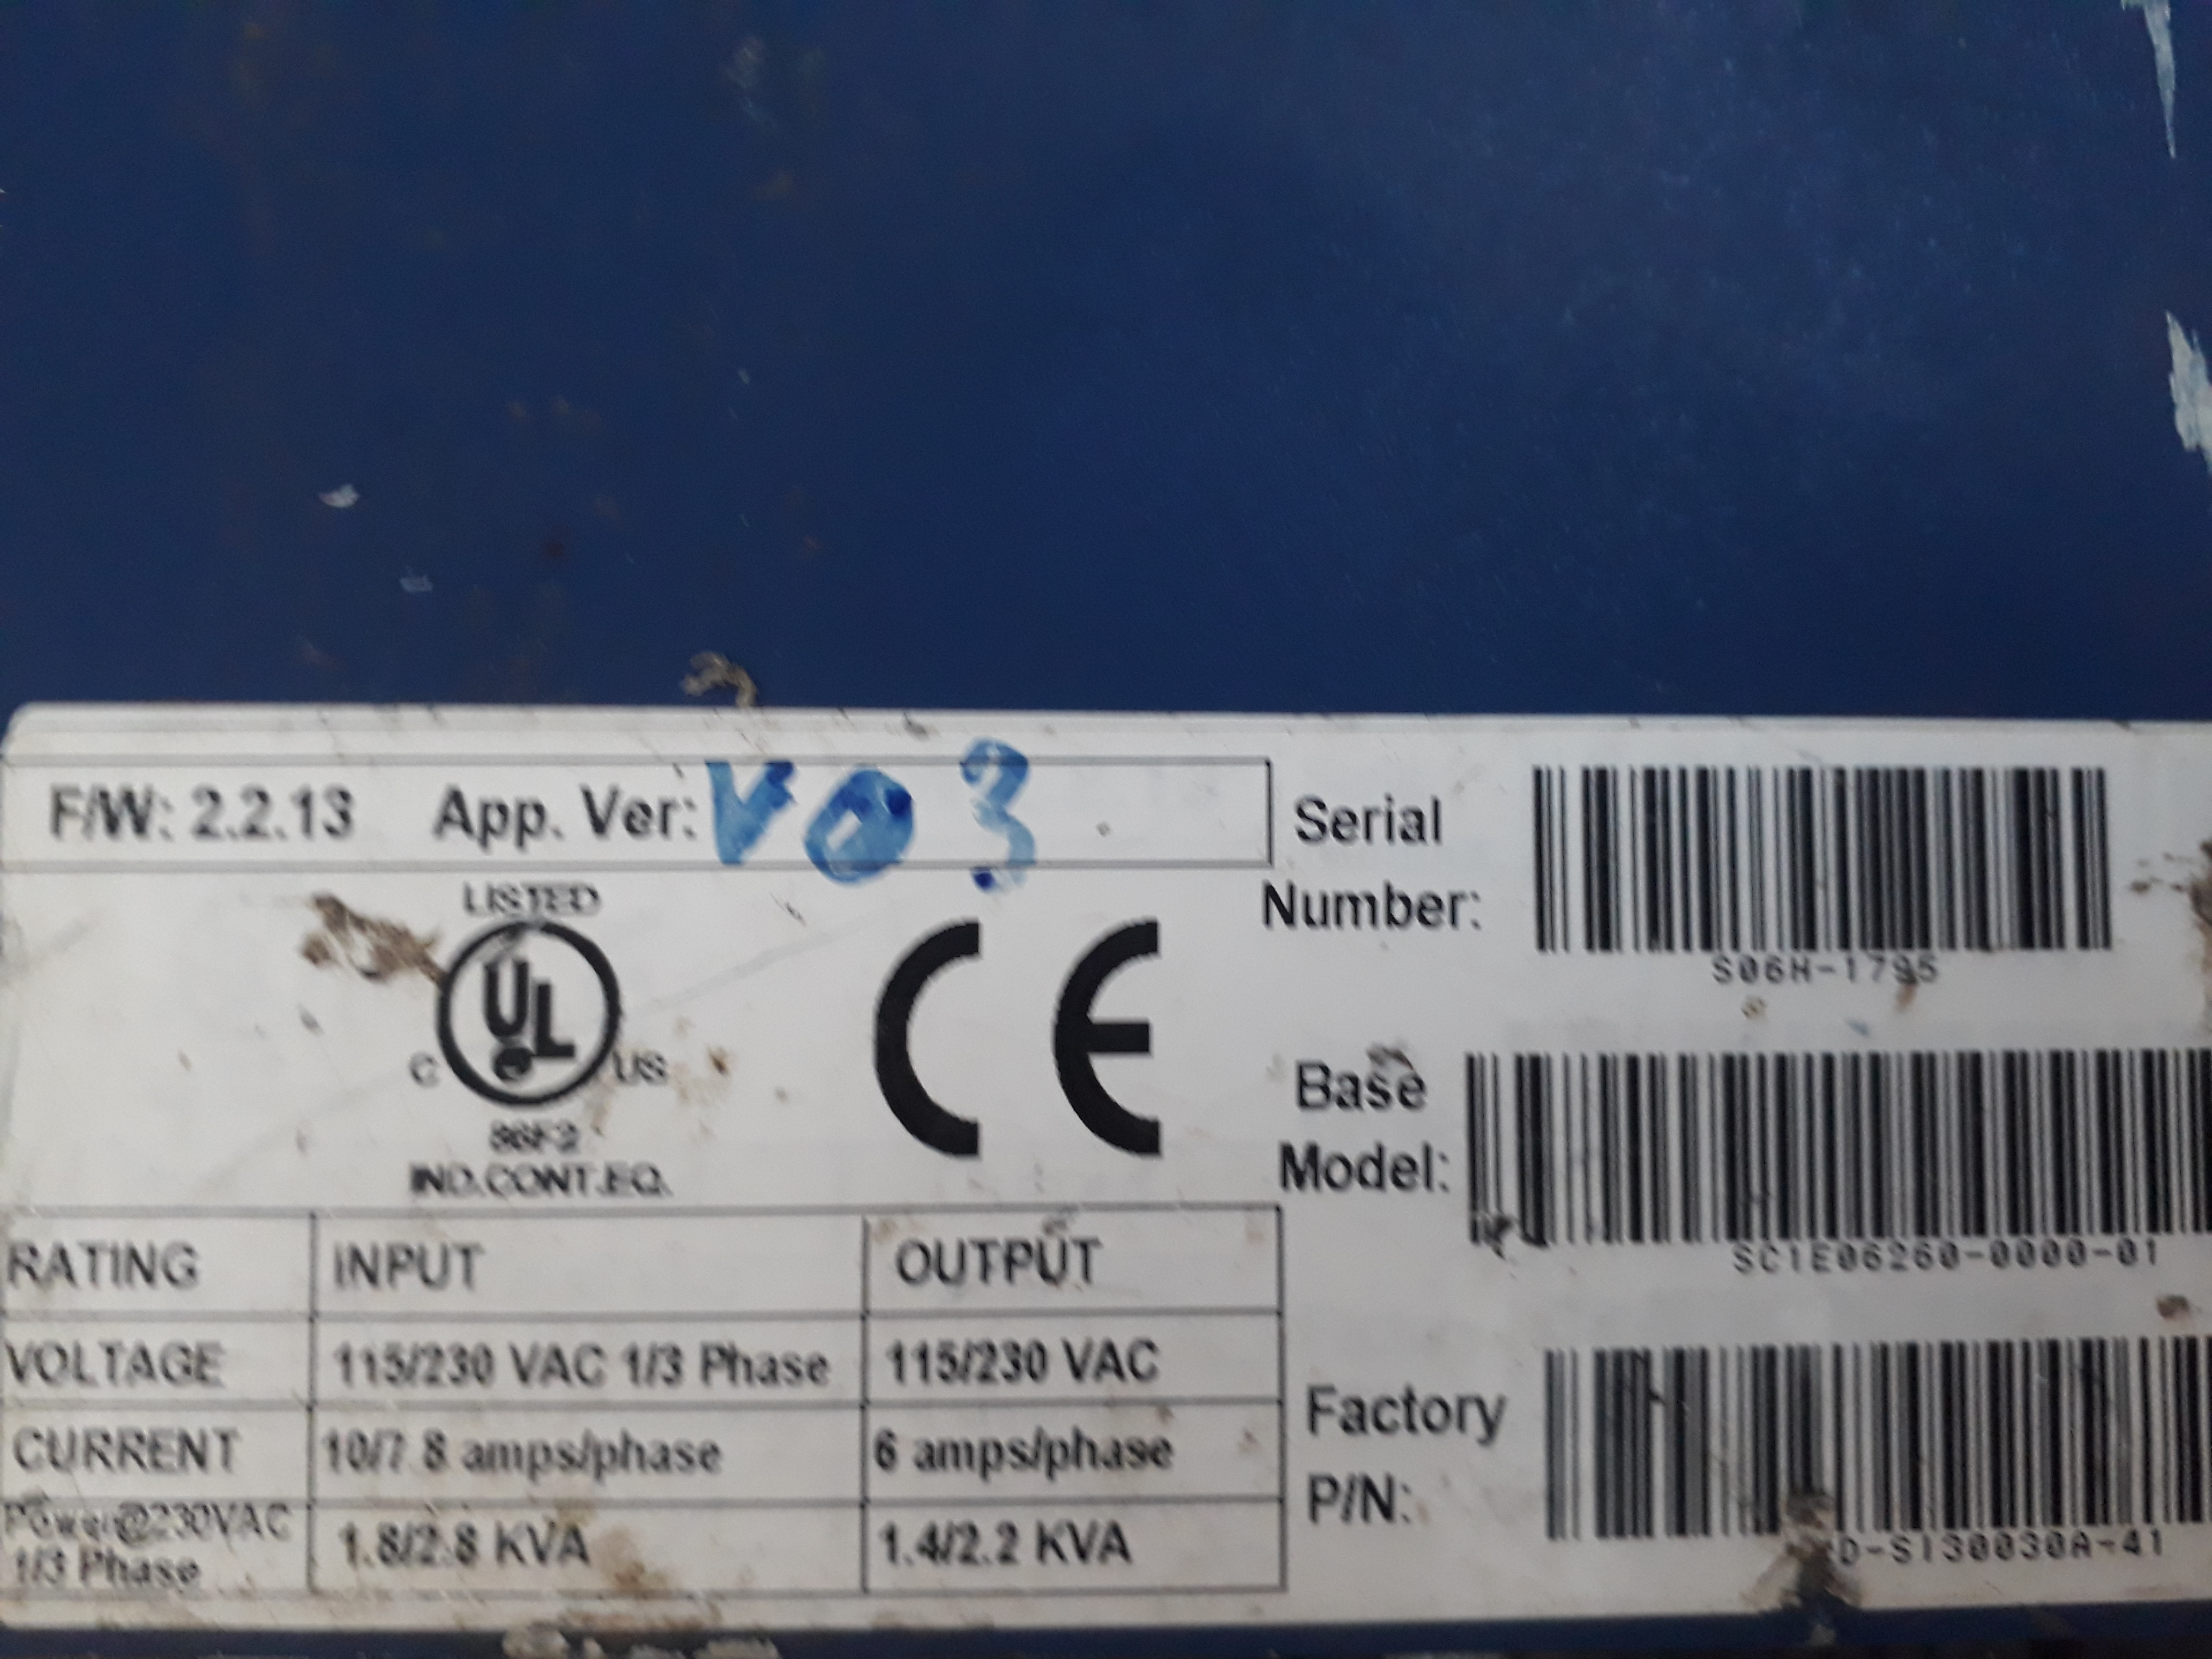 F/W: 2.2.13 App. Ver: V03
LISTED
UL
C US
IND.CONT.EQ.
CE
Serial
Number:
S06H-1795
Base
Model:
SC1E06260-0000-01
Factory
P/N:
D-SI30030A-41
RATING INPUT OUTPUT
VOLTAGE 115/230 VAC 1/3 Phase 115/230 VAC
CURRENT 10/7.8 amps/phase 6 amps/phase
Power@230VAC
1/3 Phase 1.8/2.8 KVA 1.4/2.2 KVA